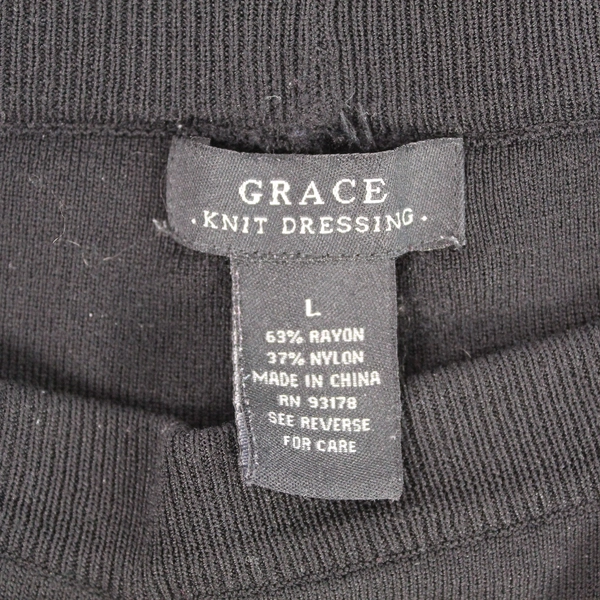 GRACE
· KNIT DRESSING ·
L
63% RAYON
37% NYLON
MADE IN CHINA
RN 93178
SEE REVERSE
FOR CARE